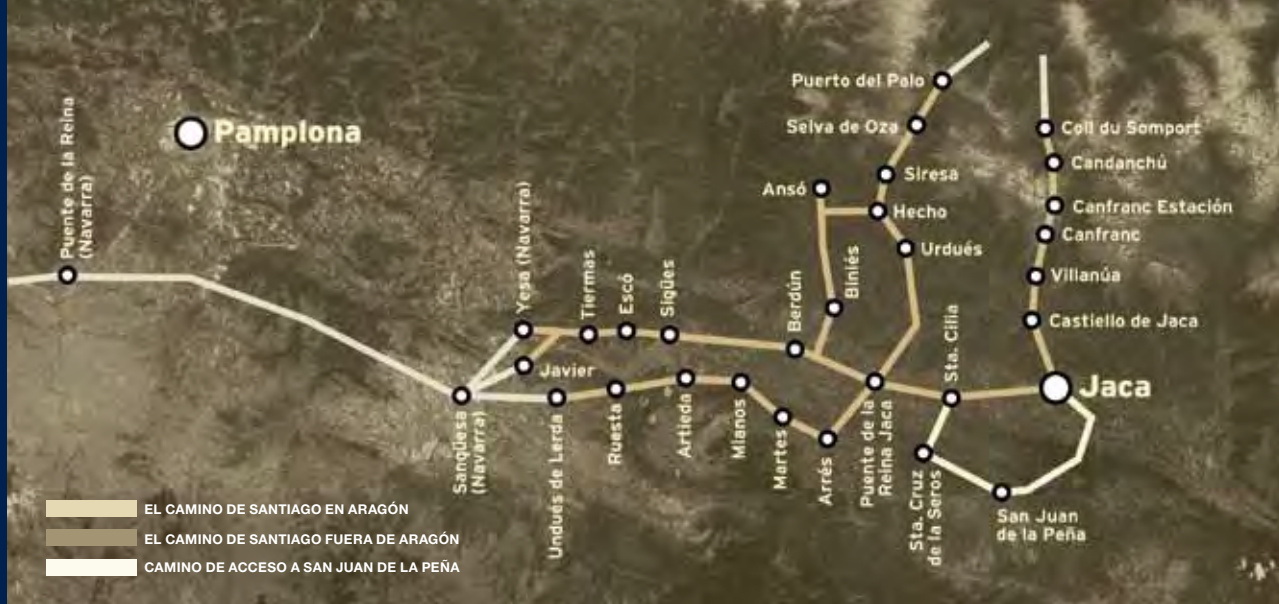 Puente de la Reina
(Navarra)
Pamplona
Sangüesa
(Navarra)
Yesa (Navarra)
Javier
Tiermas
Escó
Sigües
Undués de Lerda
Ruesta
Artieda
Mianos
Martes
Arrés
Berdún
Biniés
Ansó
Puerto del Palo
Selva de Oza
Siresa
Hecho
Urdués
Puente de la
Reina Jaca
Sta. Cilia
Sta. Cruz
de la Seros
San Juan
de la Peña
Coll du Somport
Candanchú
Canfranc Estación
Canfranc
Villanúa
Castiello de Jaca
Jaca
EL CAMINO DE SANTIAGO EN ARAGÓN
EL CAMINO DE SANTIAGO FUERA DE ARAGÓN
CAMINO DE ACCESO A SAN JUAN DE LA PEÑA